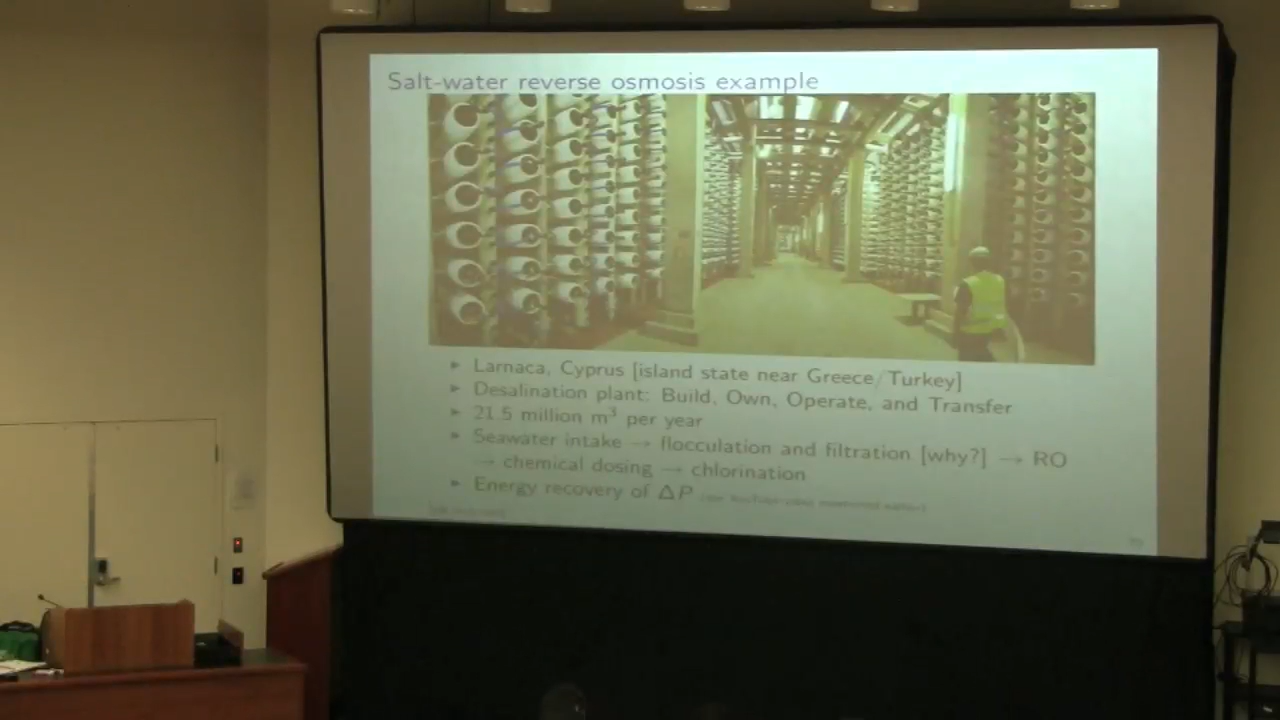 Salt-water reverse osmosis example
▶ Larnaca, Cyprus [island state near Greece/Turkey]
▶ Desalination plant: Build, Own, Operate, and Transfer
▶ 21.5 million m³ per year
▶ Seawater intake → flocculation and filtration [why?] → RO
→ chemical dosing → chlorination
▶ Energy recovery of ΔP